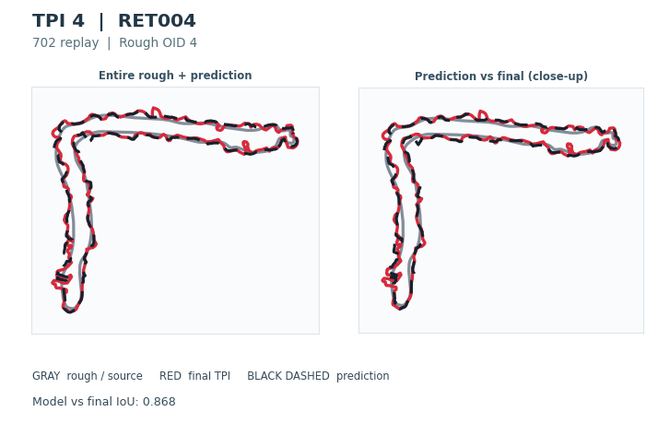 TPI 4 | RET004
702 replay | Rough OID 4
Entire rough + prediction
Prediction vs final (close-up)
GRAY rough / source RED final TPI BLACK DASHED prediction
Model vs final IoU: 0.868